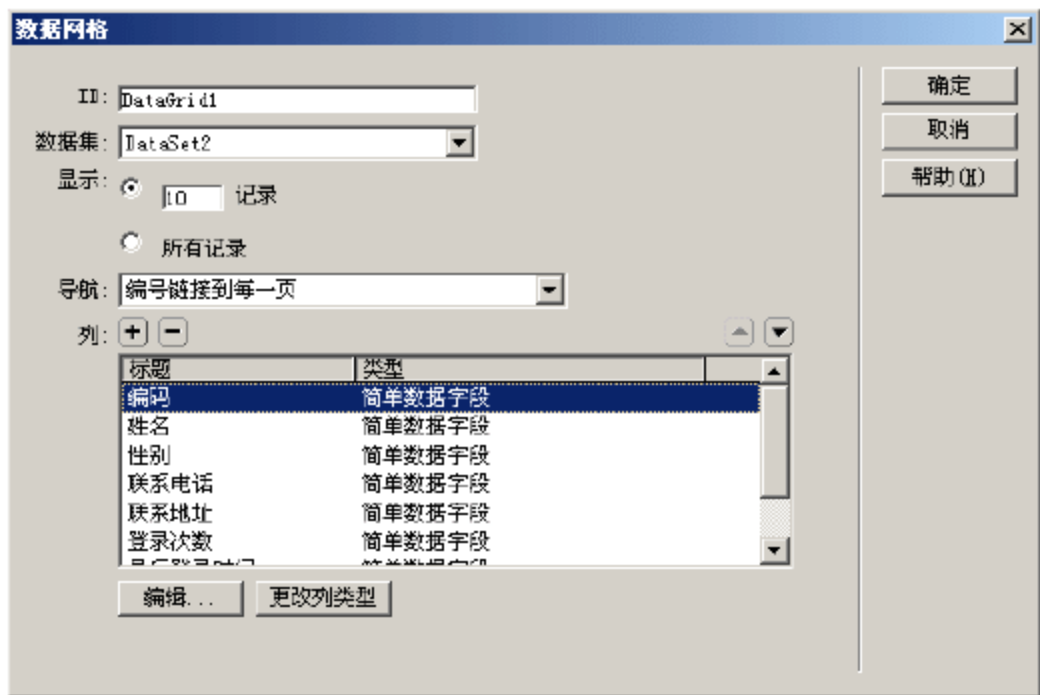 数据网格
ID: DataGrid1
确定
数据集: DataSet2
取消
显示: 10 记录
帮助(H)
所有记录
导航: 编号链接到每一页
列:
标题 类型
编码 简单数据字段
姓名 简单数据字段
性别 简单数据字段
联系电话 简单数据字段
联系地址 简单数据字段
登录次数 简单数据字段
编辑... 更改列类型